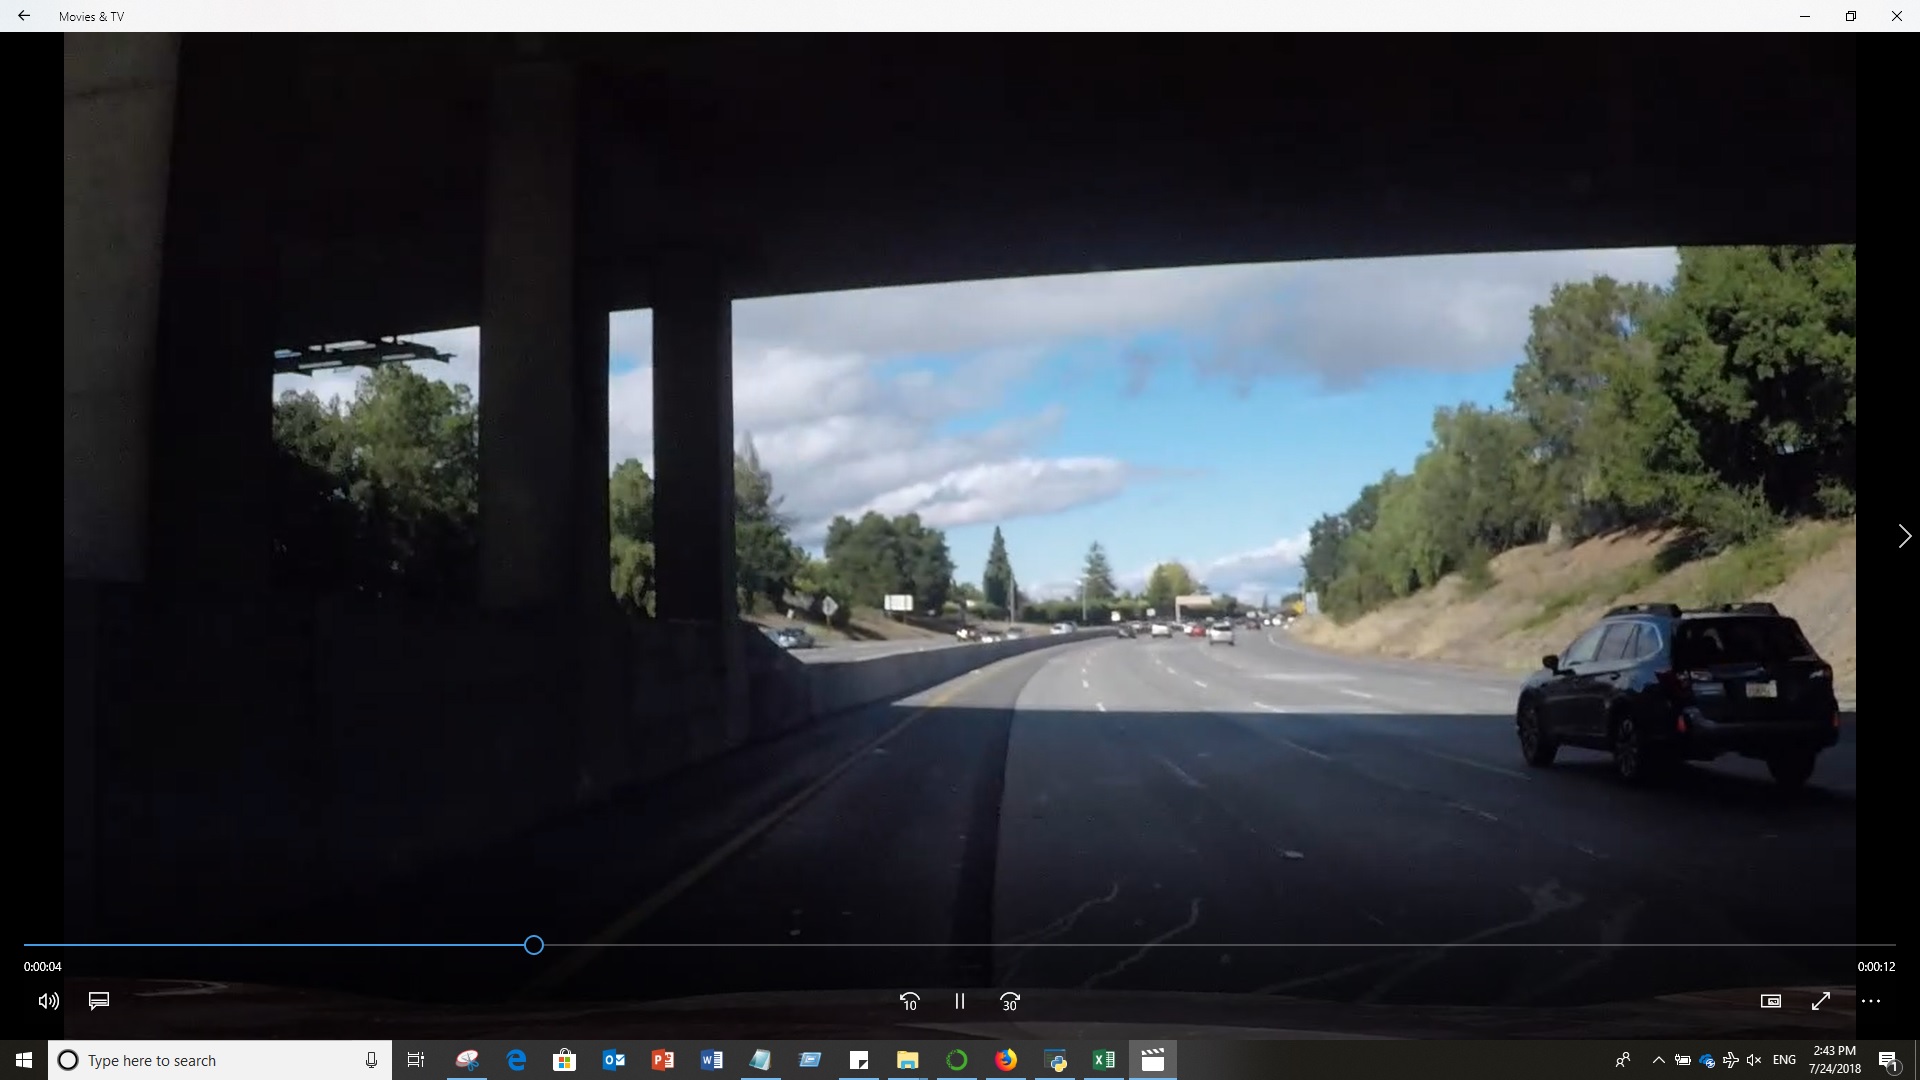 Movies & TV
0:00:04
0:00:12
10
30
Type here to search
ENG
2:43 PM
7/24/2018
1